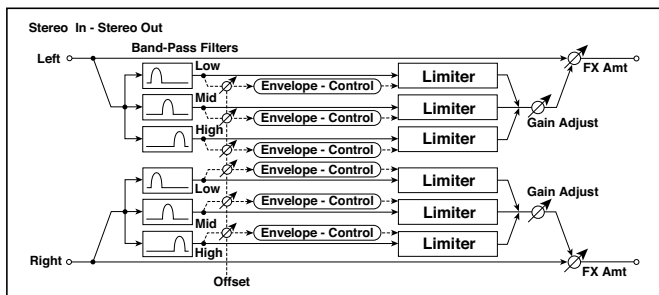 Stereo In - Stereo Out
Band-Pass Filters
Left
Low
Limiter
FX Amt
Envelope - Control
Mid
Limiter
Envelope - Control
Gain Adjust
High
Limiter
Envelope - Control
Envelope - Control
Low
Limiter
Gain Adjust
Envelope - Control
Limiter
Mid
Envelope - Control
High
Limiter
Right
FX Amt
Offset